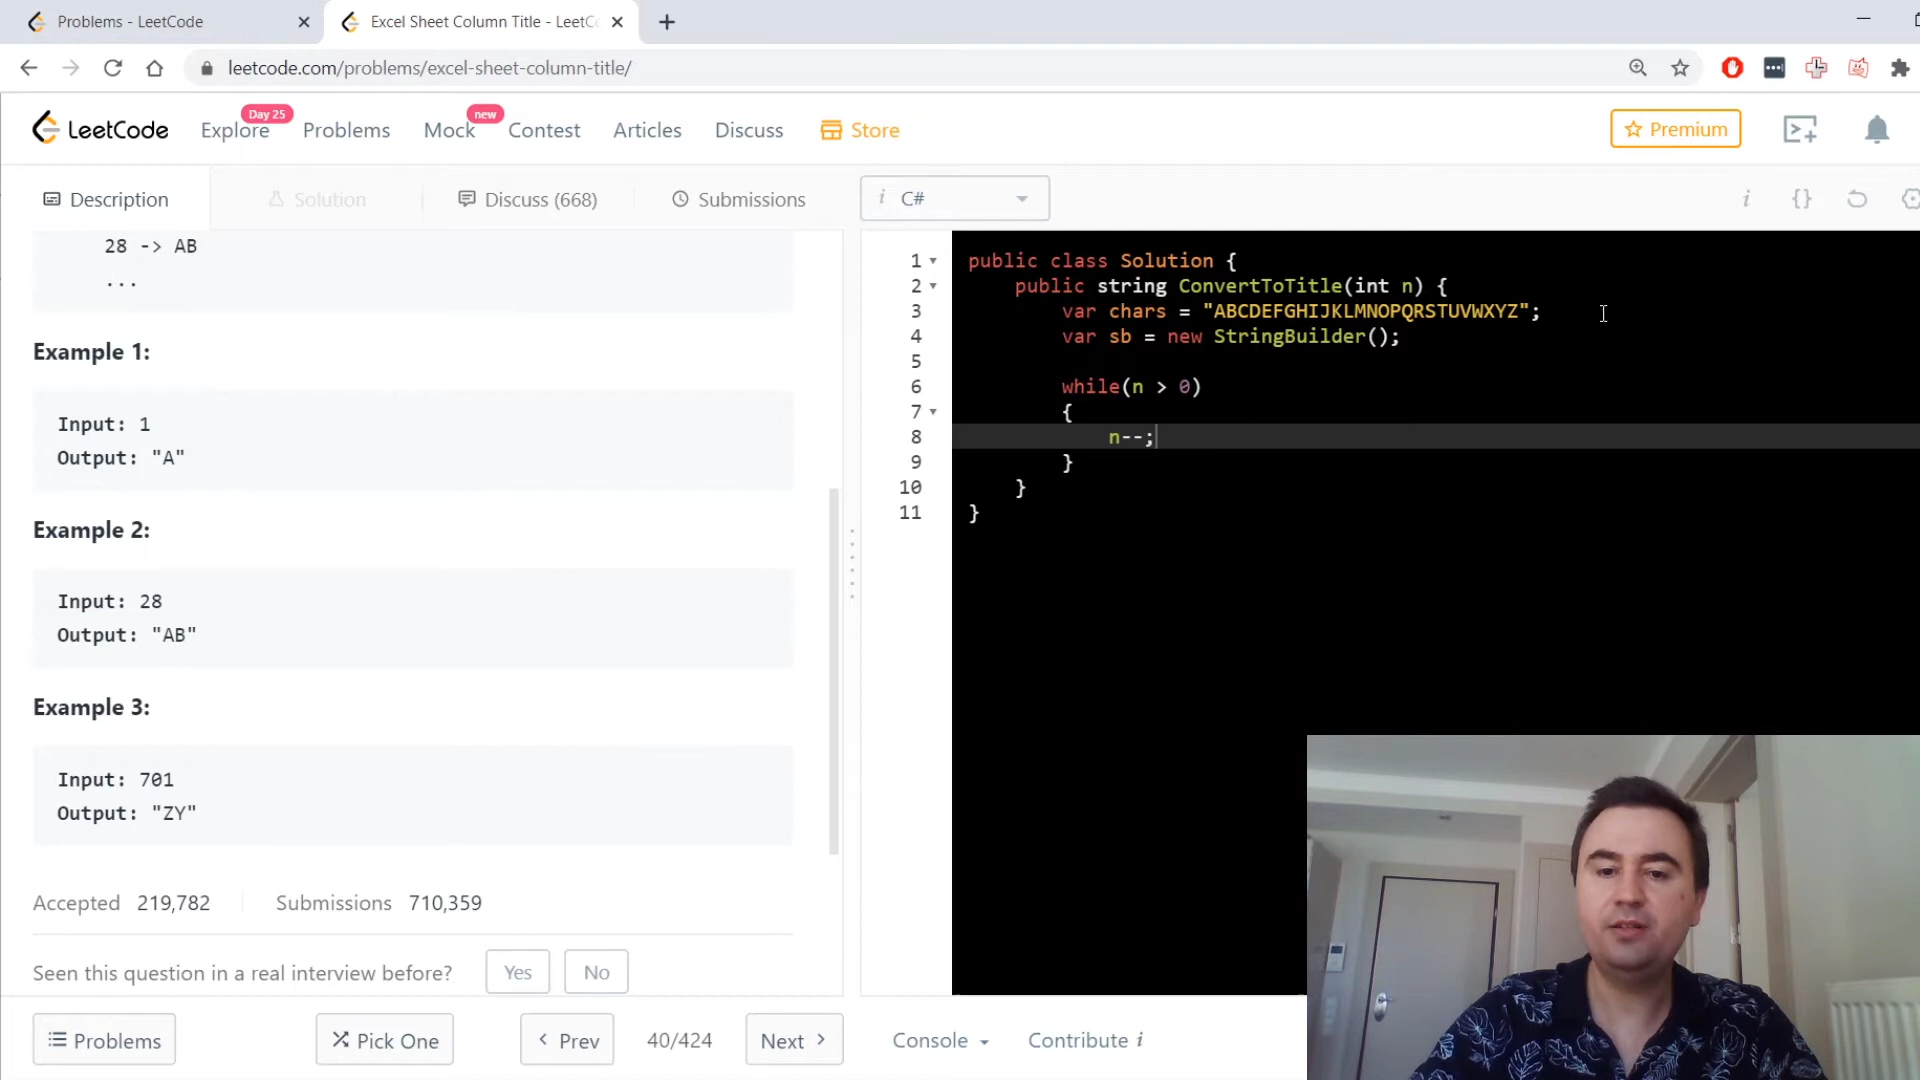 Problems - LeetCode
Excel Sheet Column Title - LeetC
leetcode.com/problems/excel-sheet-column-title/
LeetCode
Explore
Day 25
Problems
Mock
new
Contest
Articles
Discuss
Store
Premium
Description
Solution
Discuss (668)
Submissions
i C#
i {}
28 -> AB
...
Example 1:
Input: 1
Output: "A"
Example 2:
Input: 28
Output: "AB"
Example 3:
Input: 701
Output: "ZY"
Accepted 219,782 Submissions 710,359
Seen this question in a real interview before? Yes No
1 public class Solution {
2 public string ConvertToTitle(int n) {
3 var chars = "ABCDEFGHIJKLMNOPQRSTUVWXYZ";
4 var sb = new StringBuilder();
5
6 while(n > 0)
7 {
8 n--;
9 }
10 }
11 }
Problems
Pick One
Prev
40/424
Next
Console
Contribute i